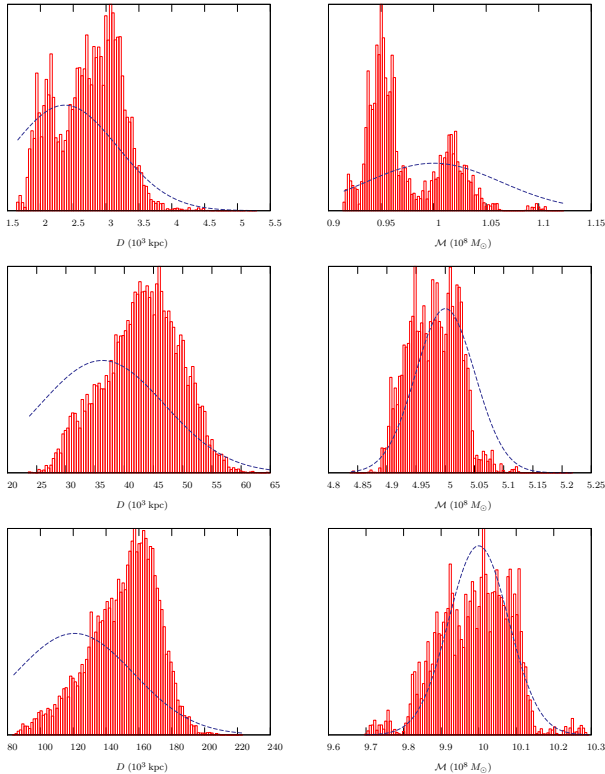 1.5 2 2.5 3 3.5 4 4.5 5 5.5
D (10³ kpc)
0.9 0.95 1 1.05 1.1 1.15
ℳ (10⁸ M⊙)
20 25 30 35 40 45 50 55 60 65
D (10³ kpc)
4.8 4.85 4.9 4.95 5 5.05 5.1 5.15 5.2 5.25
ℳ (10⁸ M⊙)
80 100 120 140 160 180 200 220 240
D (10³ kpc)
9.6 9.7 9.8 9.9 10 10.1 10.2 10.3
ℳ (10⁸ M⊙)